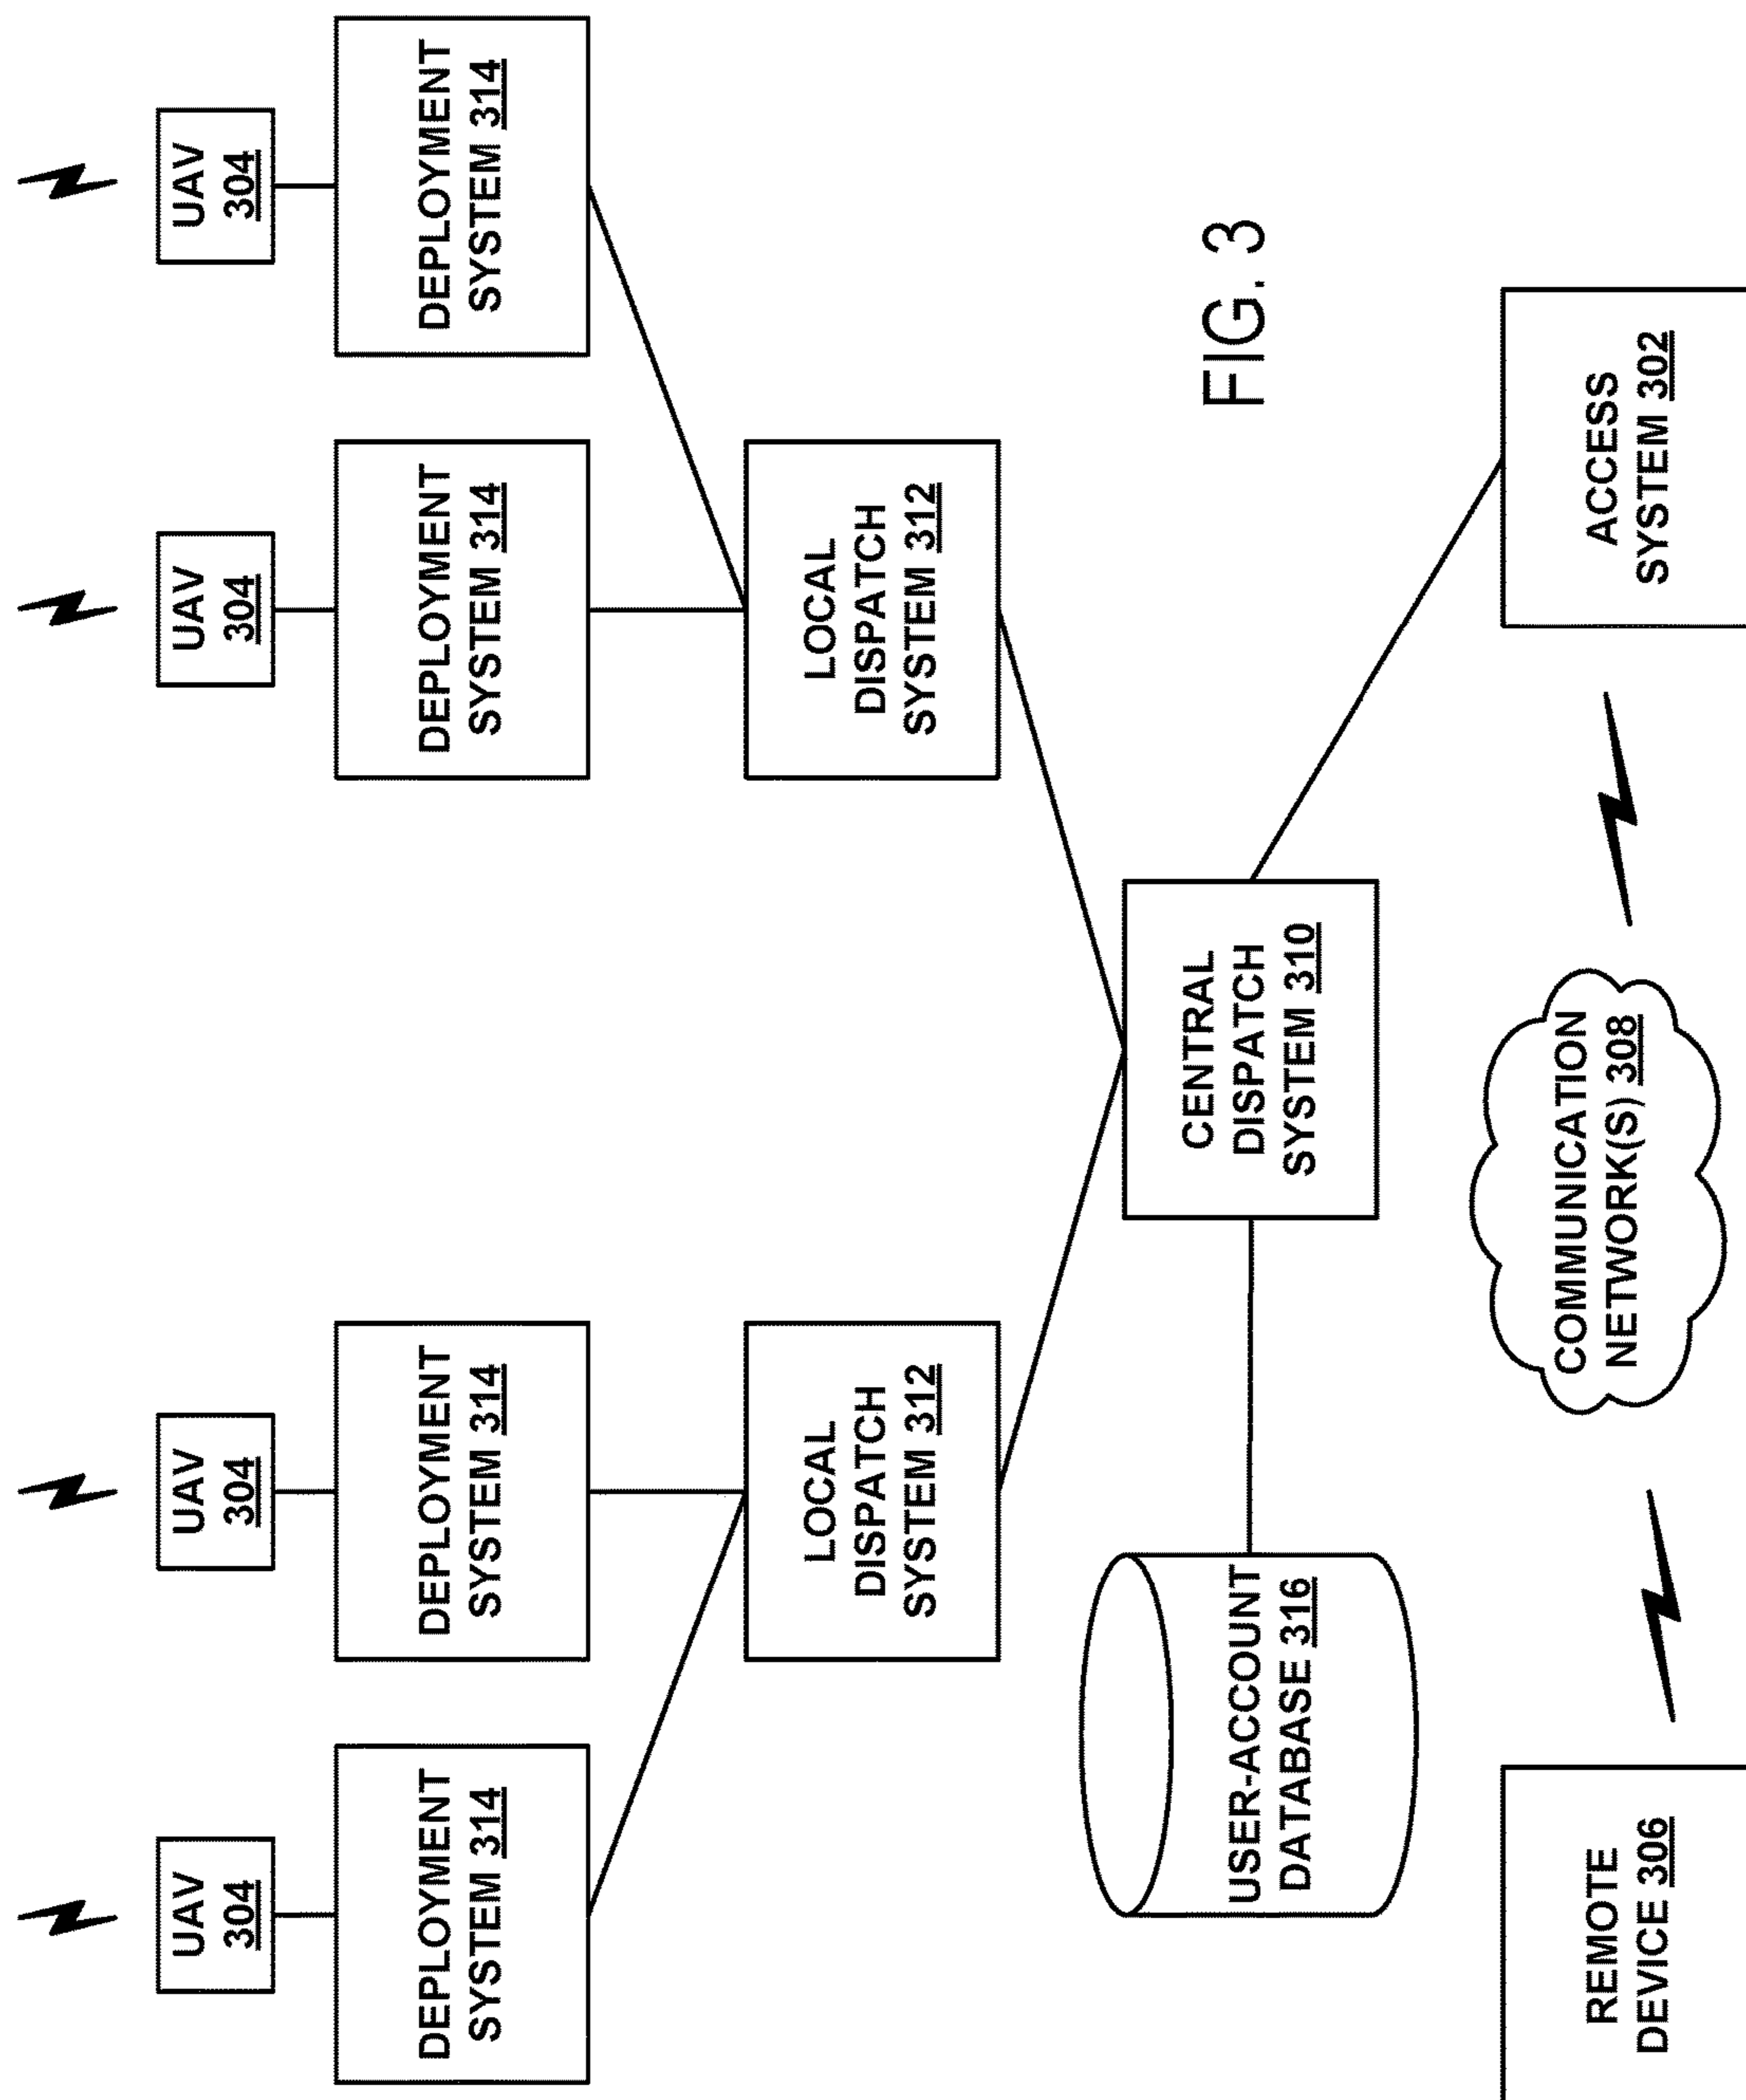 UAV
304
UAV
304
UAV
304
UAV
304
DEPLOYMENT
SYSTEM 314
DEPLOYMENT
SYSTEM 314
DEPLOYMENT
SYSTEM 314
DEPLOYMENT
SYSTEM 314
LOCAL
DISPATCH
SYSTEM 312
LOCAL
DISPATCH
SYSTEM 312
USER-ACCOUNT
DATABASE 316
CENTRAL
DISPATCH
SYSTEM 310
FIG. 3
REMOTE
DEVICE 306
COMMUNICATION
NETWORK(S) 308
ACCESS
SYSTEM 302